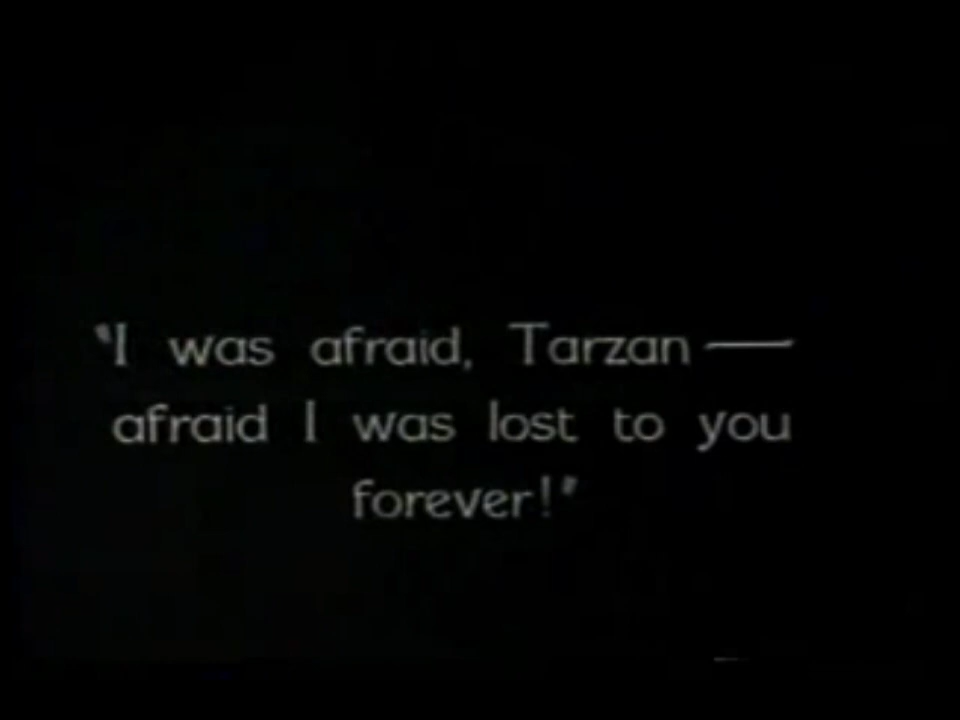 "I was afraid, Tarzan —
afraid I was lost to you
forever!"